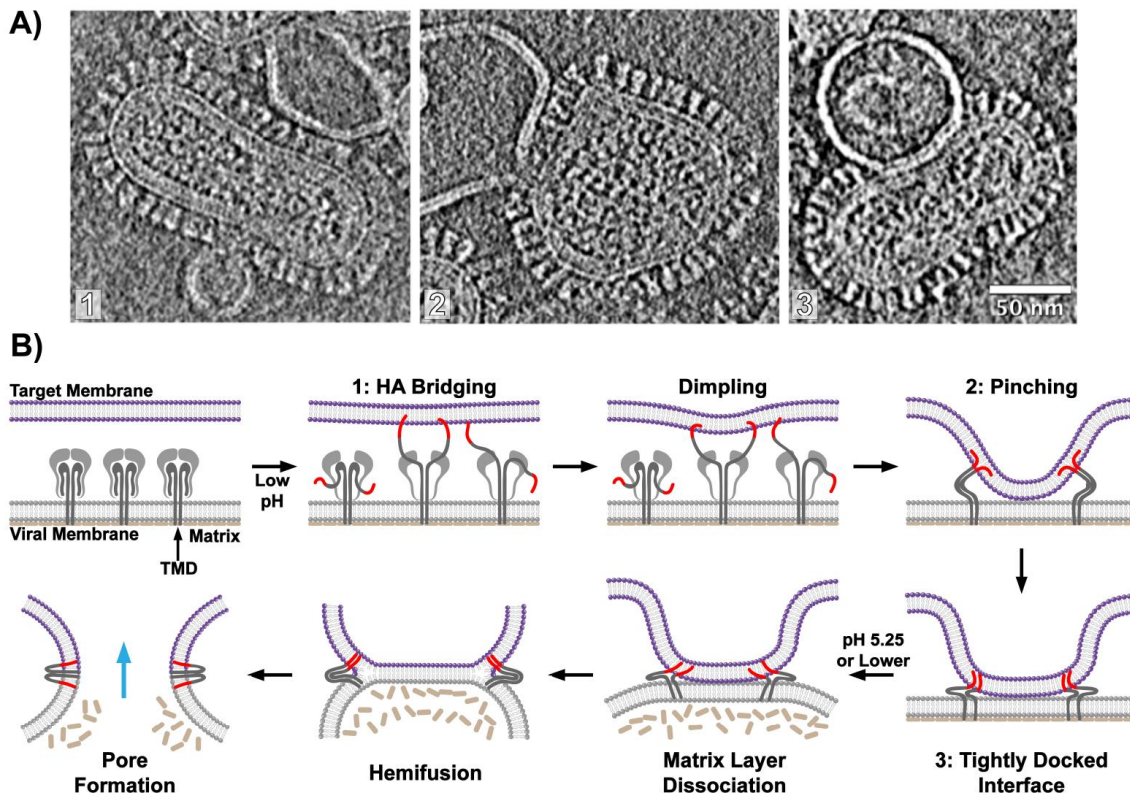 A)
1
2
3
50 nm
B)
Target Membrane
1: HA Bridging
Dimpling
2: Pinching
Low
pH
Viral Membrane
Matrix
TMD
pH 5.25
or Lower
Pore
Formation
Hemifusion
Matrix Layer
Dissociation
3: Tightly Docked
Interface